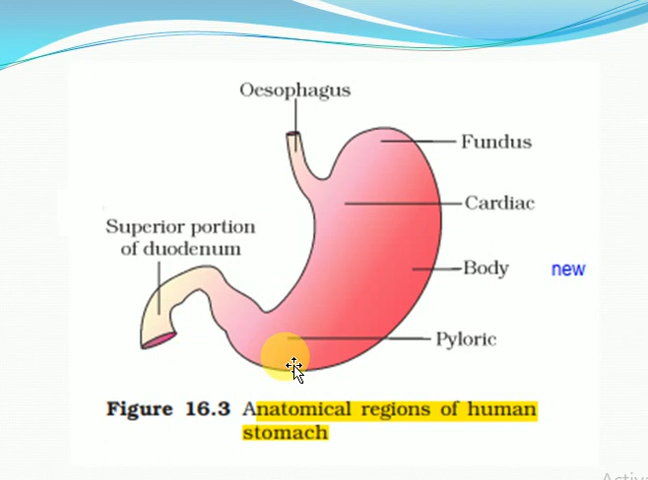 Oesophagus
Fundus
Cardiac
Superior portion
of duodenum
Body new
Pyloric
Figure 16.3 Anatomical regions of human
stomach